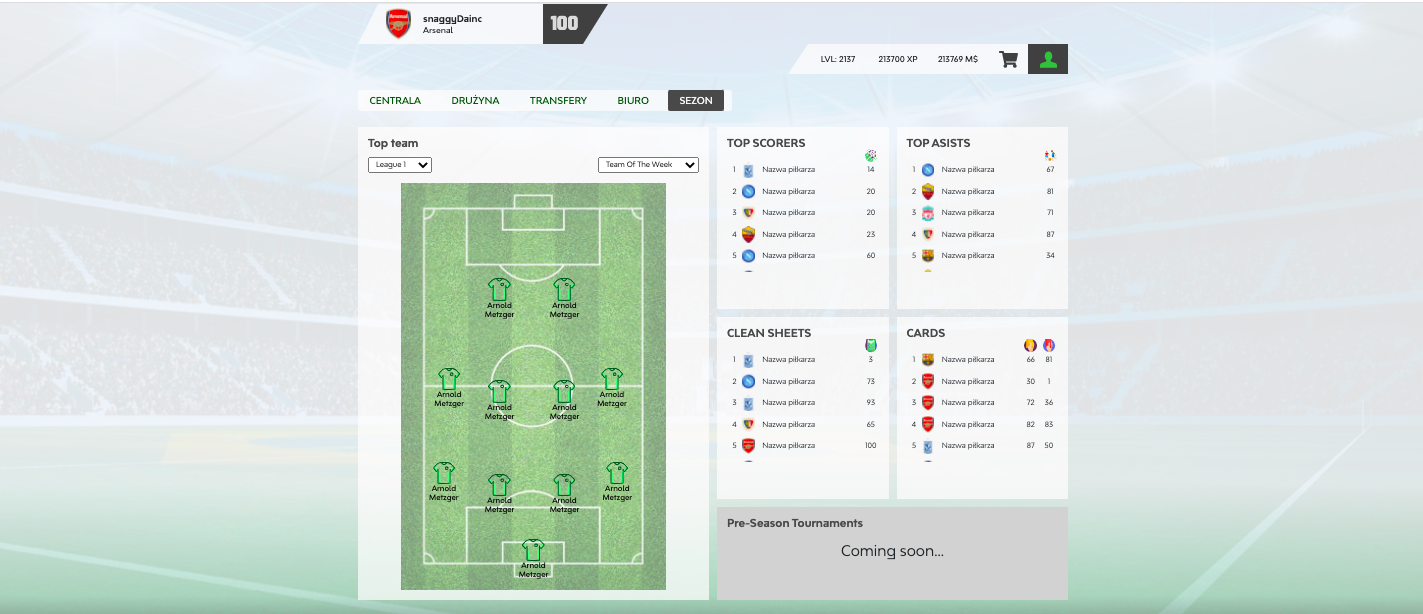 snaggyDainc
Arsenal
100
LVL: 2137 213700 XP 213769 M$
CENTRALA DRUŻYNA TRANSFERY BIURO SEZON
Top team
League 1 Team Of The Week
Arnold
Metzger
Arnold
Metzger
Arnold
Metzger
Arnold
Metzger
Arnold
Metzger
Arnold
Metzger
Arnold
Metzger
Arnold
Metzger
Arnold
Metzger
Arnold
Metzger
Arnold
Metzger
TOP SCORERS
1 Nazwa piłkarza 14
2 Nazwa piłkarza 20
3 Nazwa piłkarza 20
4 Nazwa piłkarza 23
5 Nazwa piłkarza 60
TOP ASISTS
1 Nazwa piłkarza 67
2 Nazwa piłkarza 81
3 Nazwa piłkarza 71
4 Nazwa piłkarza 87
5 Nazwa piłkarza 34
CLEAN SHEETS
1 Nazwa piłkarza 3
2 Nazwa piłkarza 73
3 Nazwa piłkarza 93
4 Nazwa piłkarza 65
5 Nazwa piłkarza 100
CARDS
1 Nazwa piłkarza 66 81
2 Nazwa piłkarza 30 1
3 Nazwa piłkarza 72 36
4 Nazwa piłkarza 82 83
5 Nazwa piłkarza 87 50
Pre-Season Tournaments
Coming soon...